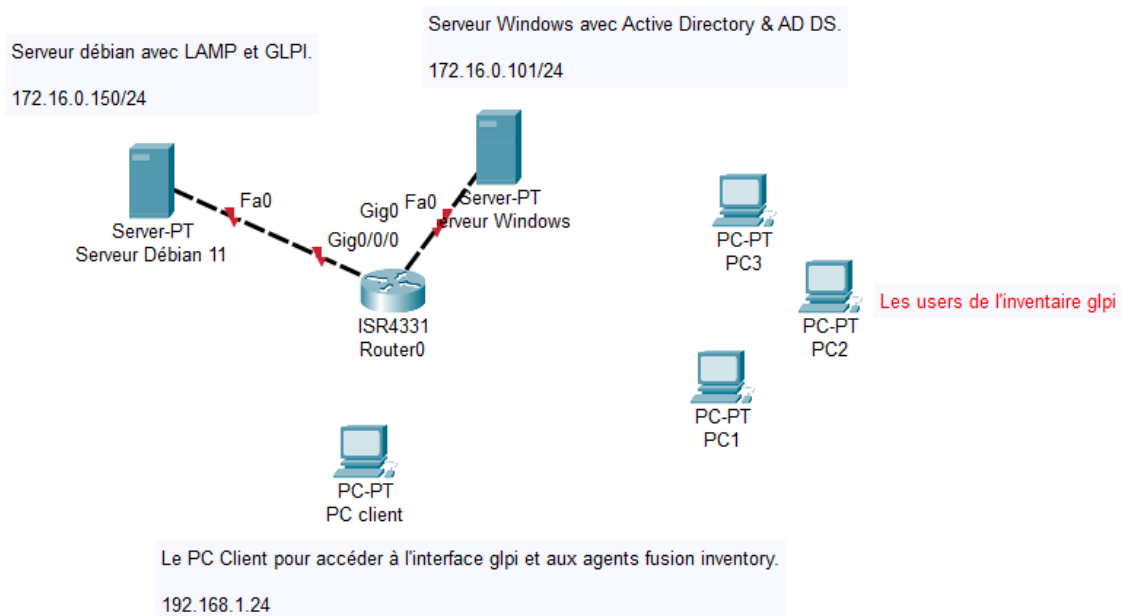 Serveur Windows avec Active Directory & AD DS.
172.16.0.101/24
Serveur débian avec LAMP et GLPI.
172.16.0.150/24
Fa0
Server-PT
Serveur Débian 11
Gig0
Fa0
Server-PT
erveur Windows
Gig0/0/0
ISR4331
Router0
PC-PT
PC3
PC-PT
PC2
Les users de l'inventaire glpi
PC-PT
PC1
PC-PT
PC client
Le PC Client pour accéder à l'interface glpi et aux agents fusion inventory.
192.168.1.24